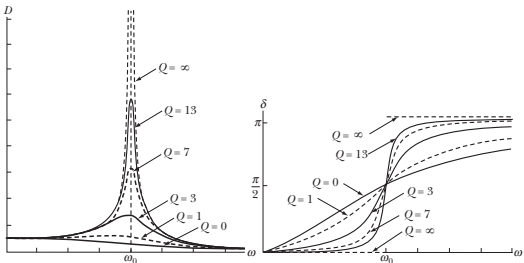 D
Q = ∞
Q = 13
Q = 7
Q = 3
Q = 1
Q = 0
ω₀
ω
δ
π
π/2
Q = ∞
Q = 13
Q = 0
Q = 1
Q = 3
Q = 7
Q = ∞
ω₀
ω